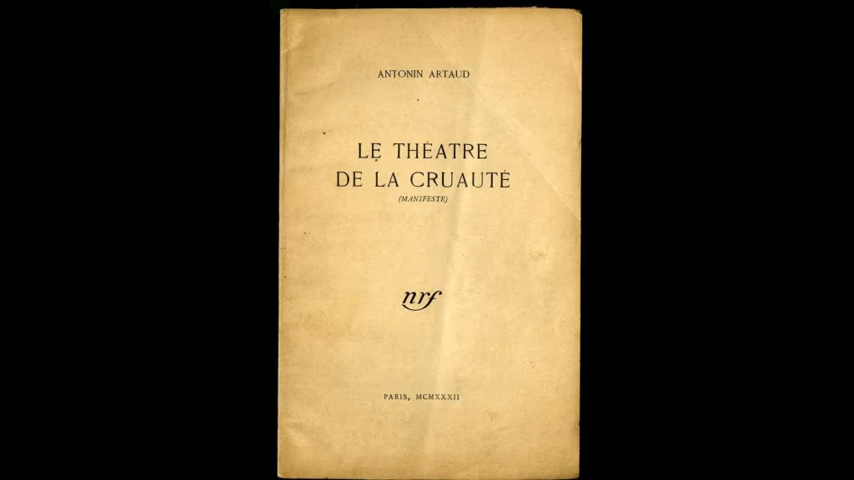 ANTONIN ARTAUD
LE THÉATRE
DE LA CRUAUTÉ
(MANIFESTE)
nrf
PARIS, MCMXXXII